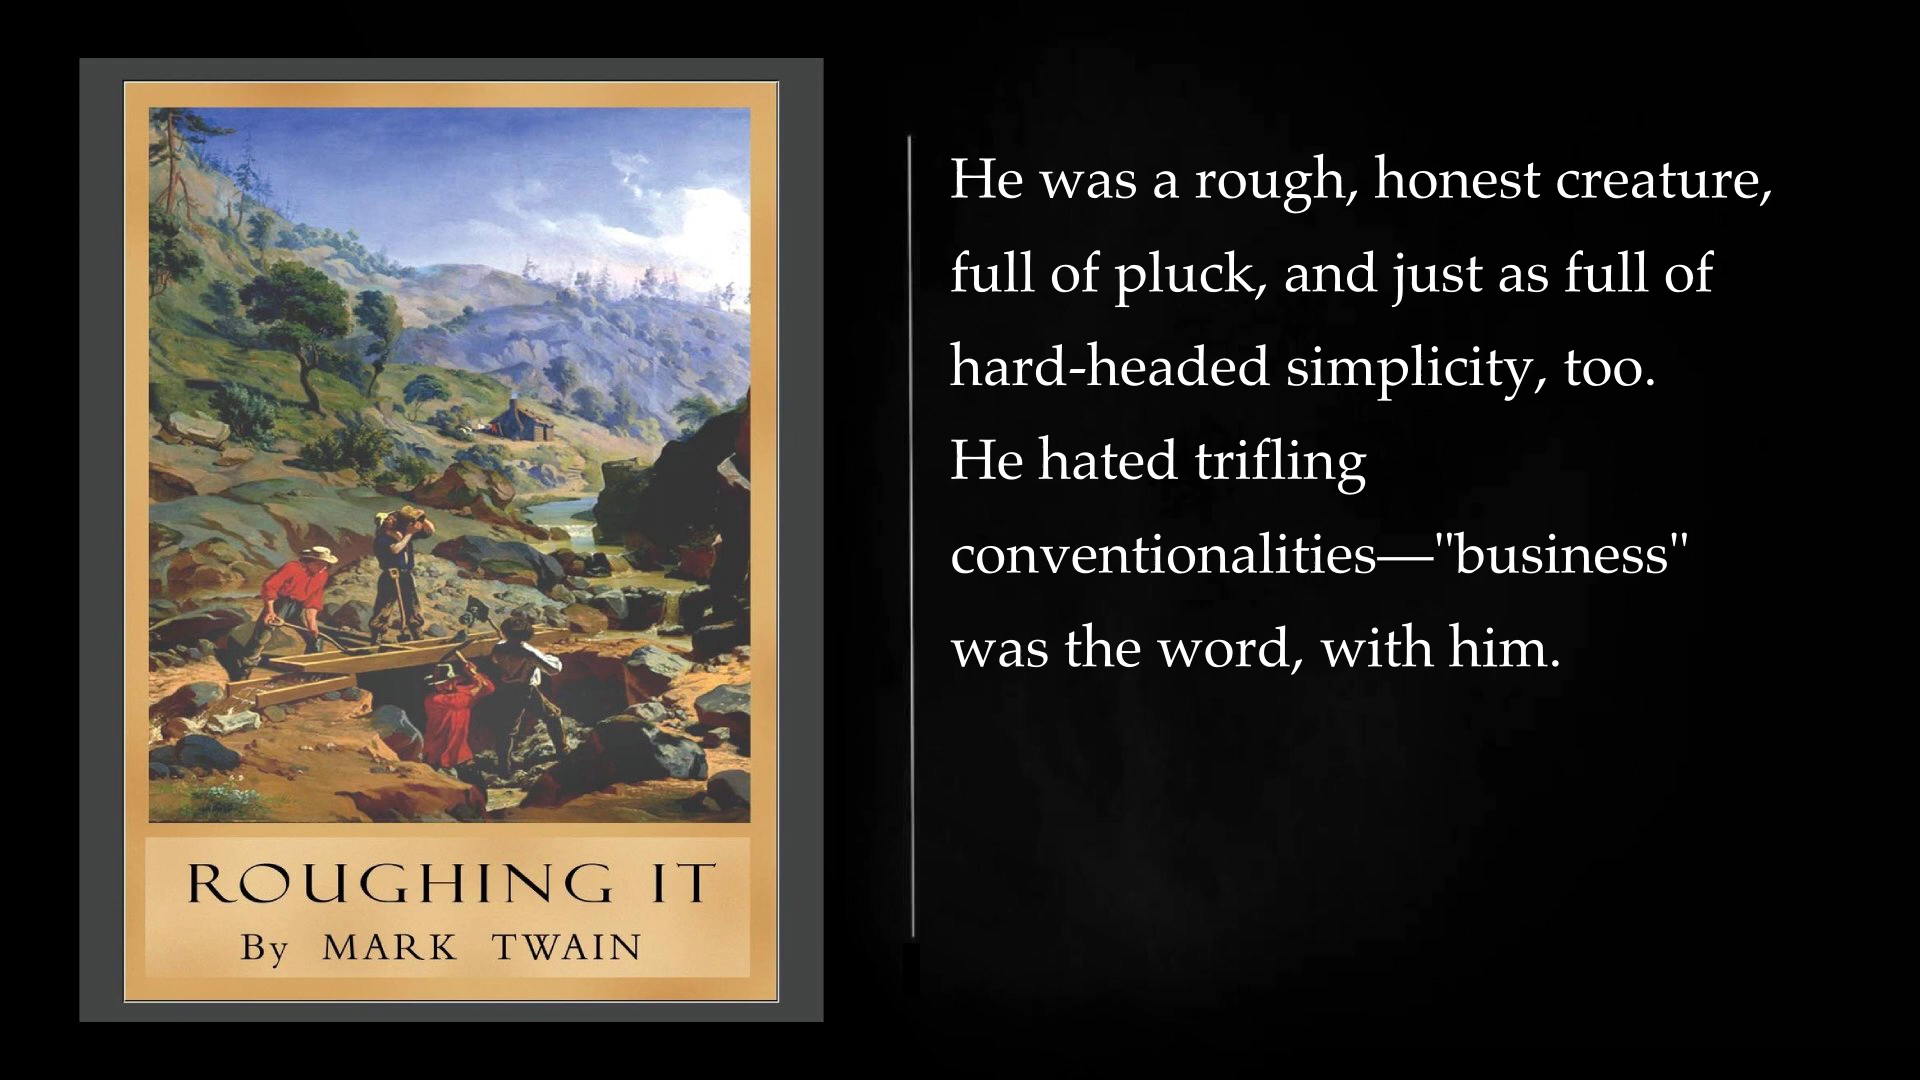 ROUGHING IT
By MARK TWAIN
He was a rough, honest creature,
full of pluck, and just as full of
hard-headed simplicity, too.
He hated trifling
conventionalities—"business"
was the word, with him.